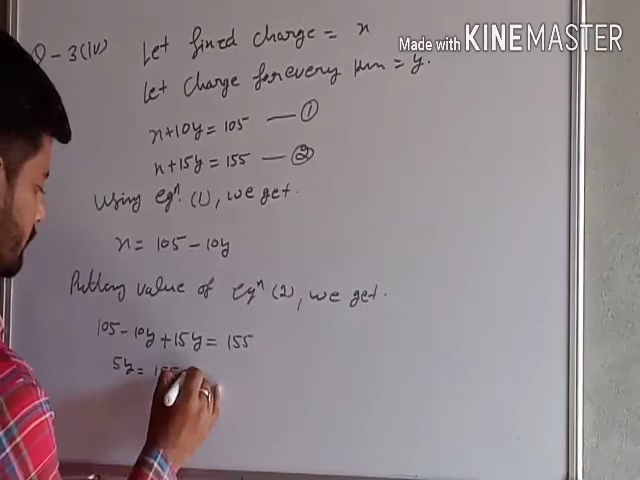 Q-3(iv) Let fixed charge = x
Made with KINEMASTER
Let charge for every km = y.
x+10y = 105 — ①
x+15y = 155 — ②
Using eqⁿ (1), we get.
x = 105 - 10y
Putting value of eqⁿ (2), we get.
105 - 10y + 15y = 155
5y = 155